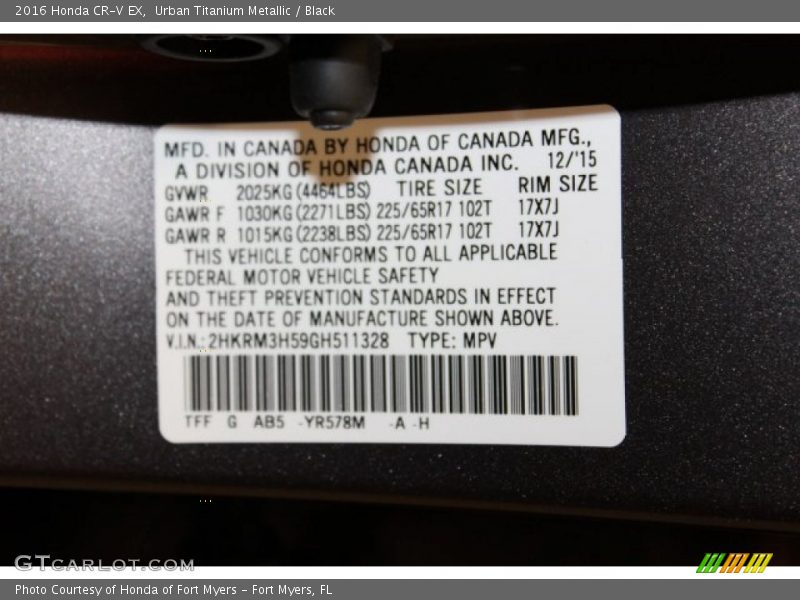 2016 Honda CR-V EX, Urban Titanium Metallic / Black
MFD. IN CANADA BY HONDA OF CANADA MFG.,
A DIVISION OF HONDA CANADA INC. 12/'15
GVWR 2025KG(4464LBS) TIRE SIZE RIM SIZE
GAWR F 1030KG(2271LBS) 225/65R17 102T 17X7J
GAWR R 1015KG(2238LBS) 225/65R17 102T 17X7J
THIS VEHICLE CONFORMS TO ALL APPLICABLE
FEDERAL MOTOR VEHICLE SAFETY
AND THEFT PREVENTION STANDARDS IN EFFECT
ON THE DATE OF MANUFACTURE SHOWN ABOVE.
V.I.N.:2HKRM3H59GH511328 TYPE: MPV
TFF G AB5 -YR578M -A -H
GTCARLOT.COM
Photo Courtesy of Honda of Fort Myers - Fort Myers, FL